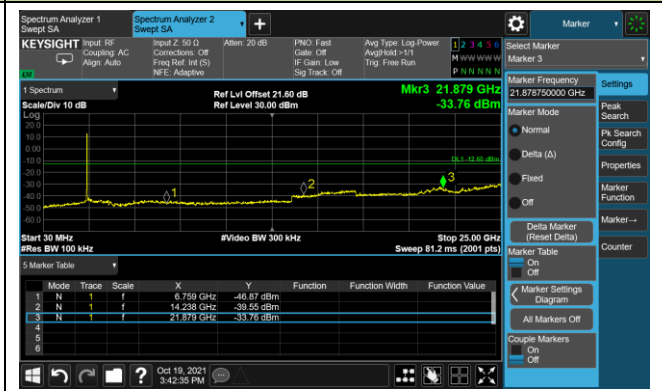 Spectrum Analyzer 1
Swept SA
Spectrum Analyzer 2
Swept SA
Marker
KEYSIGHT
Input: RF
Coupling: AC
Align: Auto
Input Z: 50 Ω
Corrections: Off
Freq Ref: Int (S)
NFE: Adaptive
Atten: 20 dB
PNO: Fast
Gate: Off
IF Gain: Low
Sig Track: Off
Avg Type: Log-Power
Avg|Hold:>1/1
Trig: Free Run
1 2 3 4 5 6
M W W W W W
P N N N N N
Select Marker
Marker 3
1 Spectrum
Scale/Div 10 dB
Log
Ref Lvl Offset 21.60 dB
Ref Level 30.00 dBm
Mkr3 21.879 GHz
-33.76 dBm
20.0
10.0
0.00
-10.0
-20.0
-30.0
-40.0
-50.0
-60.0
DL1 -12.60 dBm
1
2
3
Start 30 MHz
#Res BW 100 kHz
#Video BW 300 kHz
Stop 25.00 GHz
Sweep 81.2 ms (2001 pts)
5 Marker Table
Mode Trace Scale X Y Function Function Width Function Value
1 N 1 f 6.759 GHz -46.87 dBm
2 N 1 f 14.238 GHz -39.55 dBm
3 N 1 f 21.879 GHz -33.76 dBm
4
5
6
Marker Frequency
21.878750000 GHz
Marker Mode
Normal
Delta (Δ)
Fixed
Off
Delta Marker
(Reset Delta)
Marker Table
On
Off
Marker Settings
Diagram
All Markers Off
Couple Markers
On
Off
Settings
Peak
Search
Pk Search
Config
Properties
Marker
Function
Marker→
Counter
?
Oct 19, 2021
3:42:35 PM